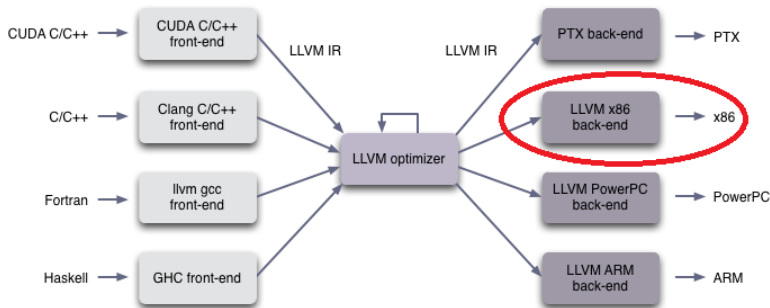 CUDA C/C++
CUDA C/C++
front-end
LLVM IR
LLVM IR
PTX back-end
PTX
C/C++
Clang C/C++
front-end
LLVM x86
back-end
x86
LLVM optimizer
Fortran
llvm gcc
front-end
LLVM PowerPC
back-end
PowerPC
Haskell
GHC front-end
LLVM ARM
back-end
ARM